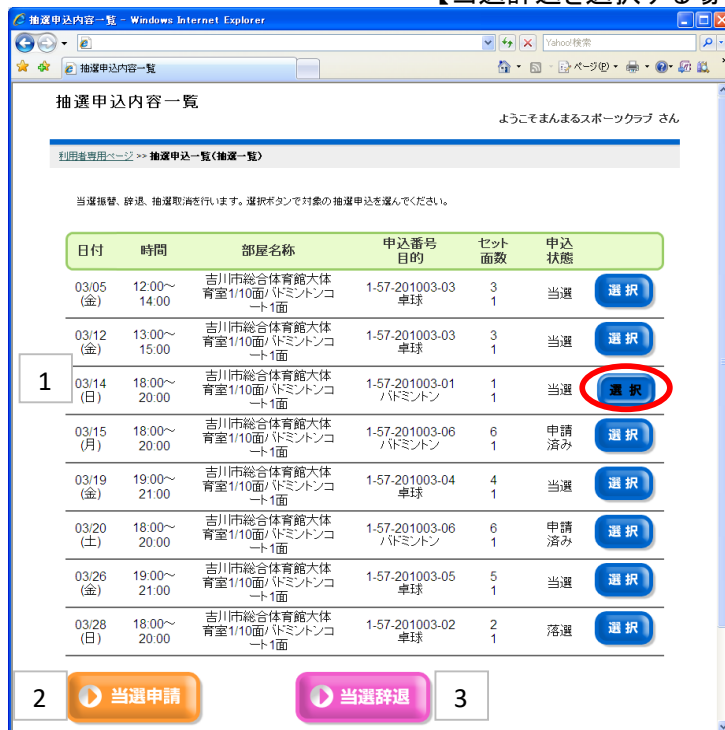 【当選辞退を選択する場
抽選申込内容一覧 - Windows Internet Explorer
Yahoo!検索
抽選申込内容一覧
ページ(P)
抽選申込内容一覧
ようこそまんまるスポーツクラブ さん
利用者専用ページ >> 抽選申込一覧(抽選一覧)
当選振替、辞退、抽選取消を行います。選択ボタンで対象の抽選申込を選んでください。
日付 時間 部屋名称 申込番号 セット 申込
目的 面数 状態
03/05 12:00～ 吉川市総合体育館大体 1-57-201003-03 3 当選 選択
(金) 14:00 育室1/10面バドミントンコ 卓球 1
ート1面
03/12 13:00～ 吉川市総合体育館大体 1-57-201003-03 3 当選 選択
(金) 15:00 育室1/10面バドミントンコ 卓球 1
ート1面
1
03/14 18:00～ 吉川市総合体育館大体 1-57-201003-01 1 当選 選択
(日) 20:00 育室1/10面バドミントンコ バドミントン 1
ート1面
03/15 18:00～ 吉川市総合体育館大体 1-57-201003-06 6 申請 選択
(月) 20:00 育室1/10面バドミントンコ バドミントン 1 済み
ート1面
03/19 19:00～ 吉川市総合体育館大体 1-57-201003-04 4 当選 選択
(金) 21:00 育室1/10面バドミントンコ 卓球 1
ート1面
03/20 18:00～ 吉川市総合体育館大体 1-57-201003-06 6 申請 選択
(土) 20:00 育室1/10面バドミントンコ バドミントン 1 済み
ート1面
03/26 19:00～ 吉川市総合体育館大体 1-57-201003-05 5 当選 選択
(金) 21:00 育室1/10面バドミントンコ 卓球 1
ート1面
03/28 18:00～ 吉川市総合体育館大体 1-57-201003-02 2 落選 選択
(日) 20:00 育室1/10面バドミントンコ 卓球 1
ート1面
2 当選申請 当選辞退 3